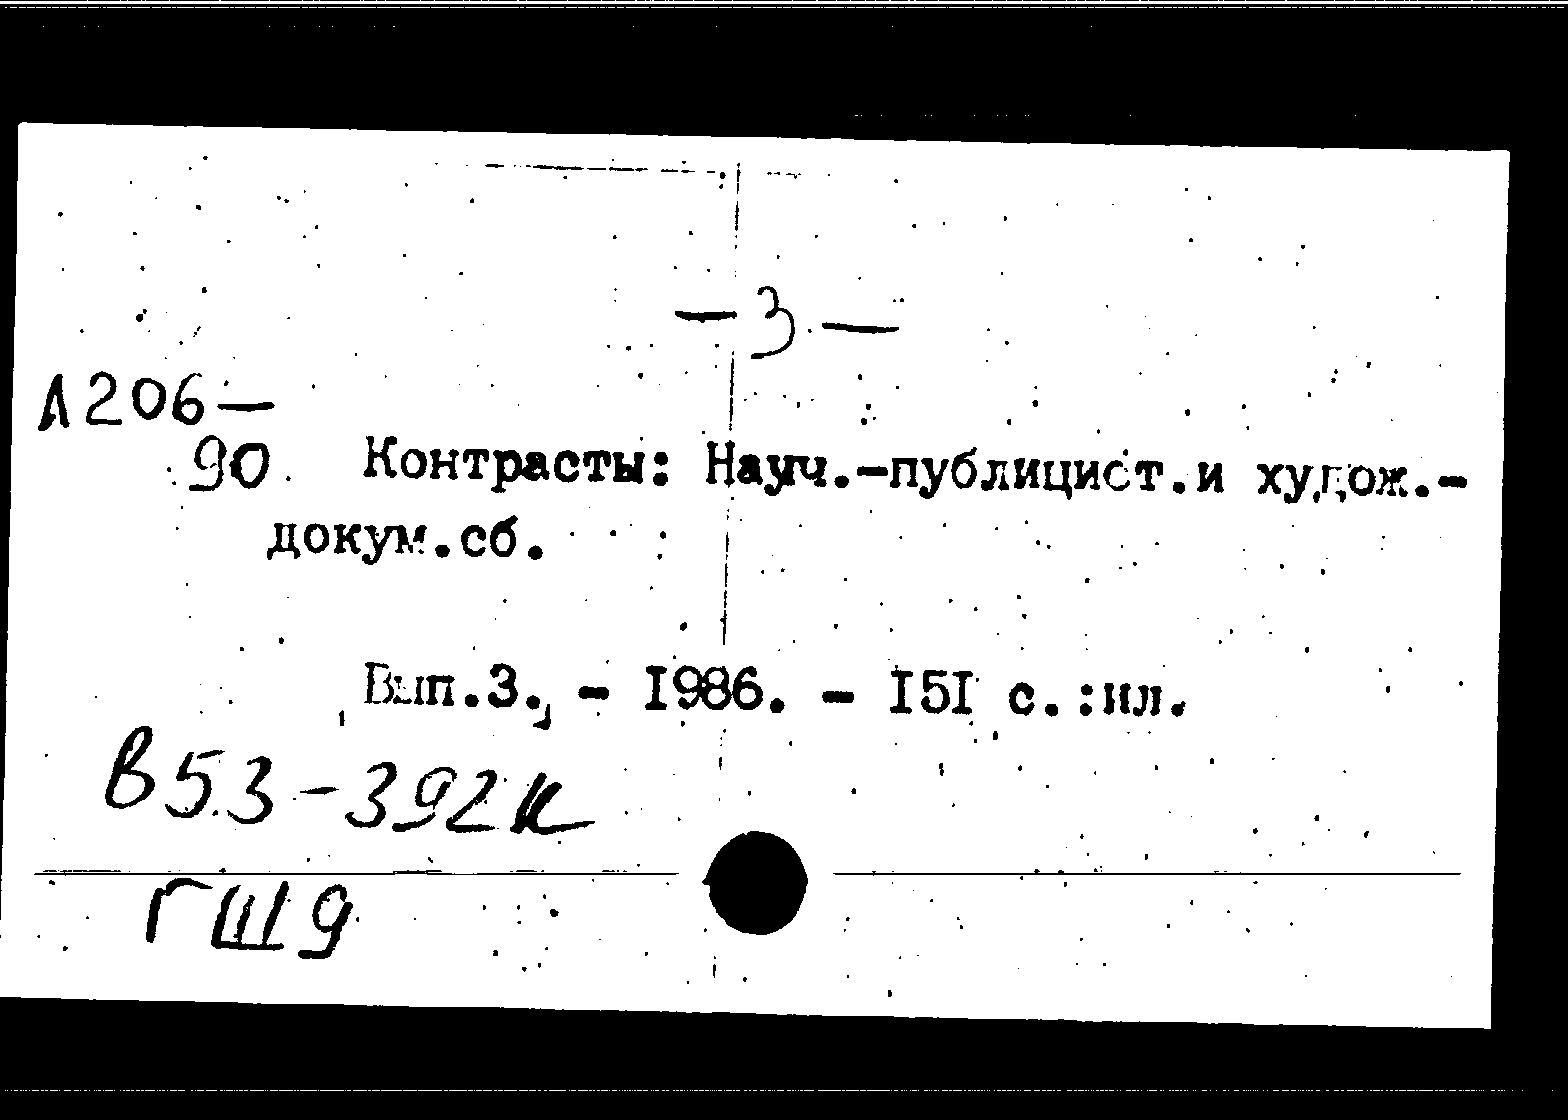 — 3 —
А206—
90 Контрасты: Науч.-публицист.и худож.-
докум.сб.
Вып.3. - 1986. - 151 с.:ил.
В53-392к
ГШ9